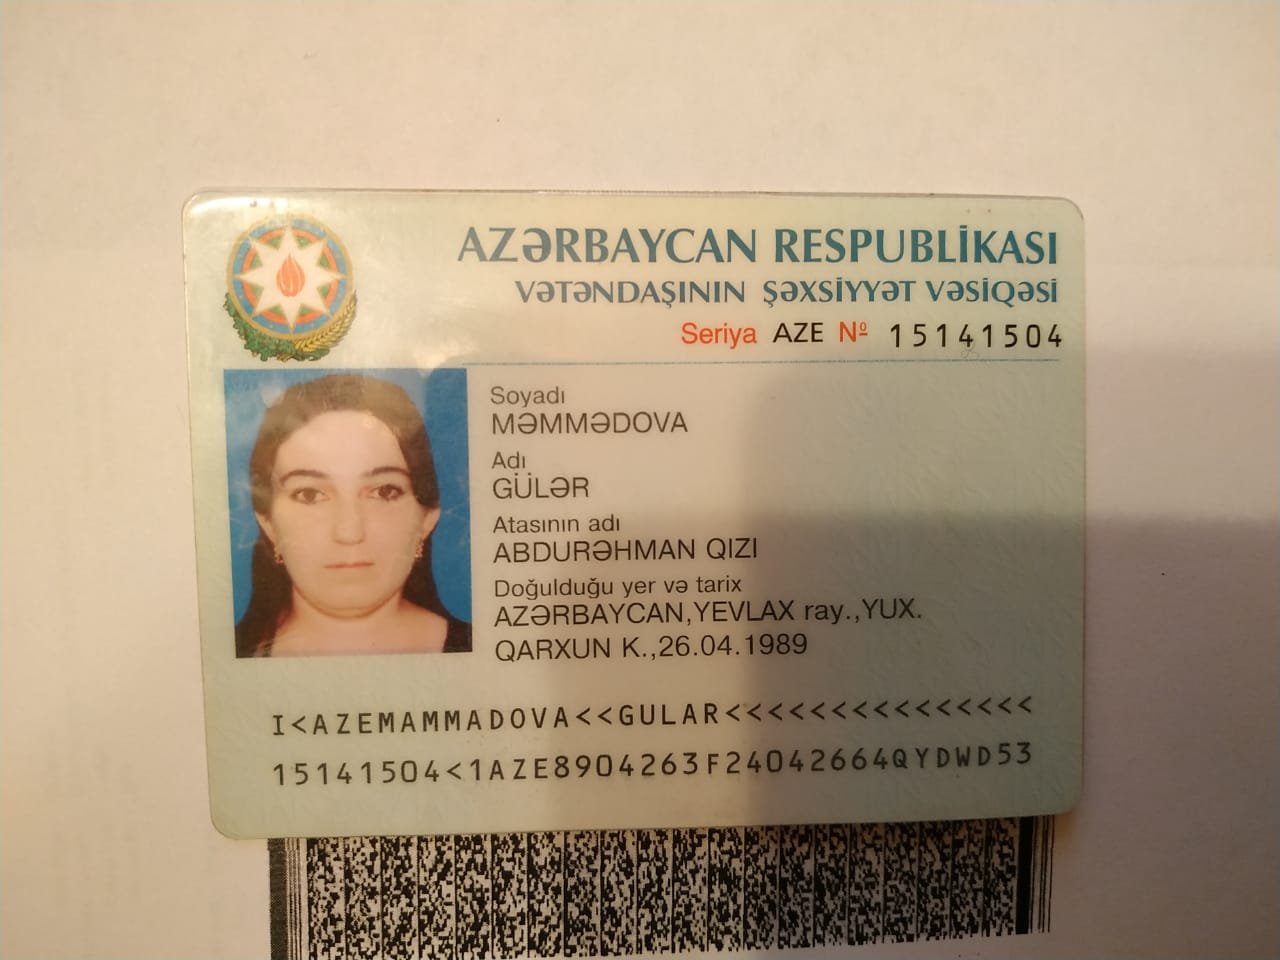 AZƏRBAYCAN RESPUBLİKASI
VƏTƏNDAŞININ ŞƏXSİYYƏT VƏSİQƏSİ
Seriya AZE № 15141504
Soyadı
MƏMMƏDOVA
Adı
GÜLƏR
Atasının adı
ABDURƏHMAN QIZI
Doğulduğu yer və tarix
AZƏRBAYCAN,YEVLAX ray.,YUX.
QARXUN K.,26.04.1989
I<AZEMAMMADOVA<<GULAR<<<<<<<<<<<<<<<
15141504<1AZE8904263F24042664QYDWD53